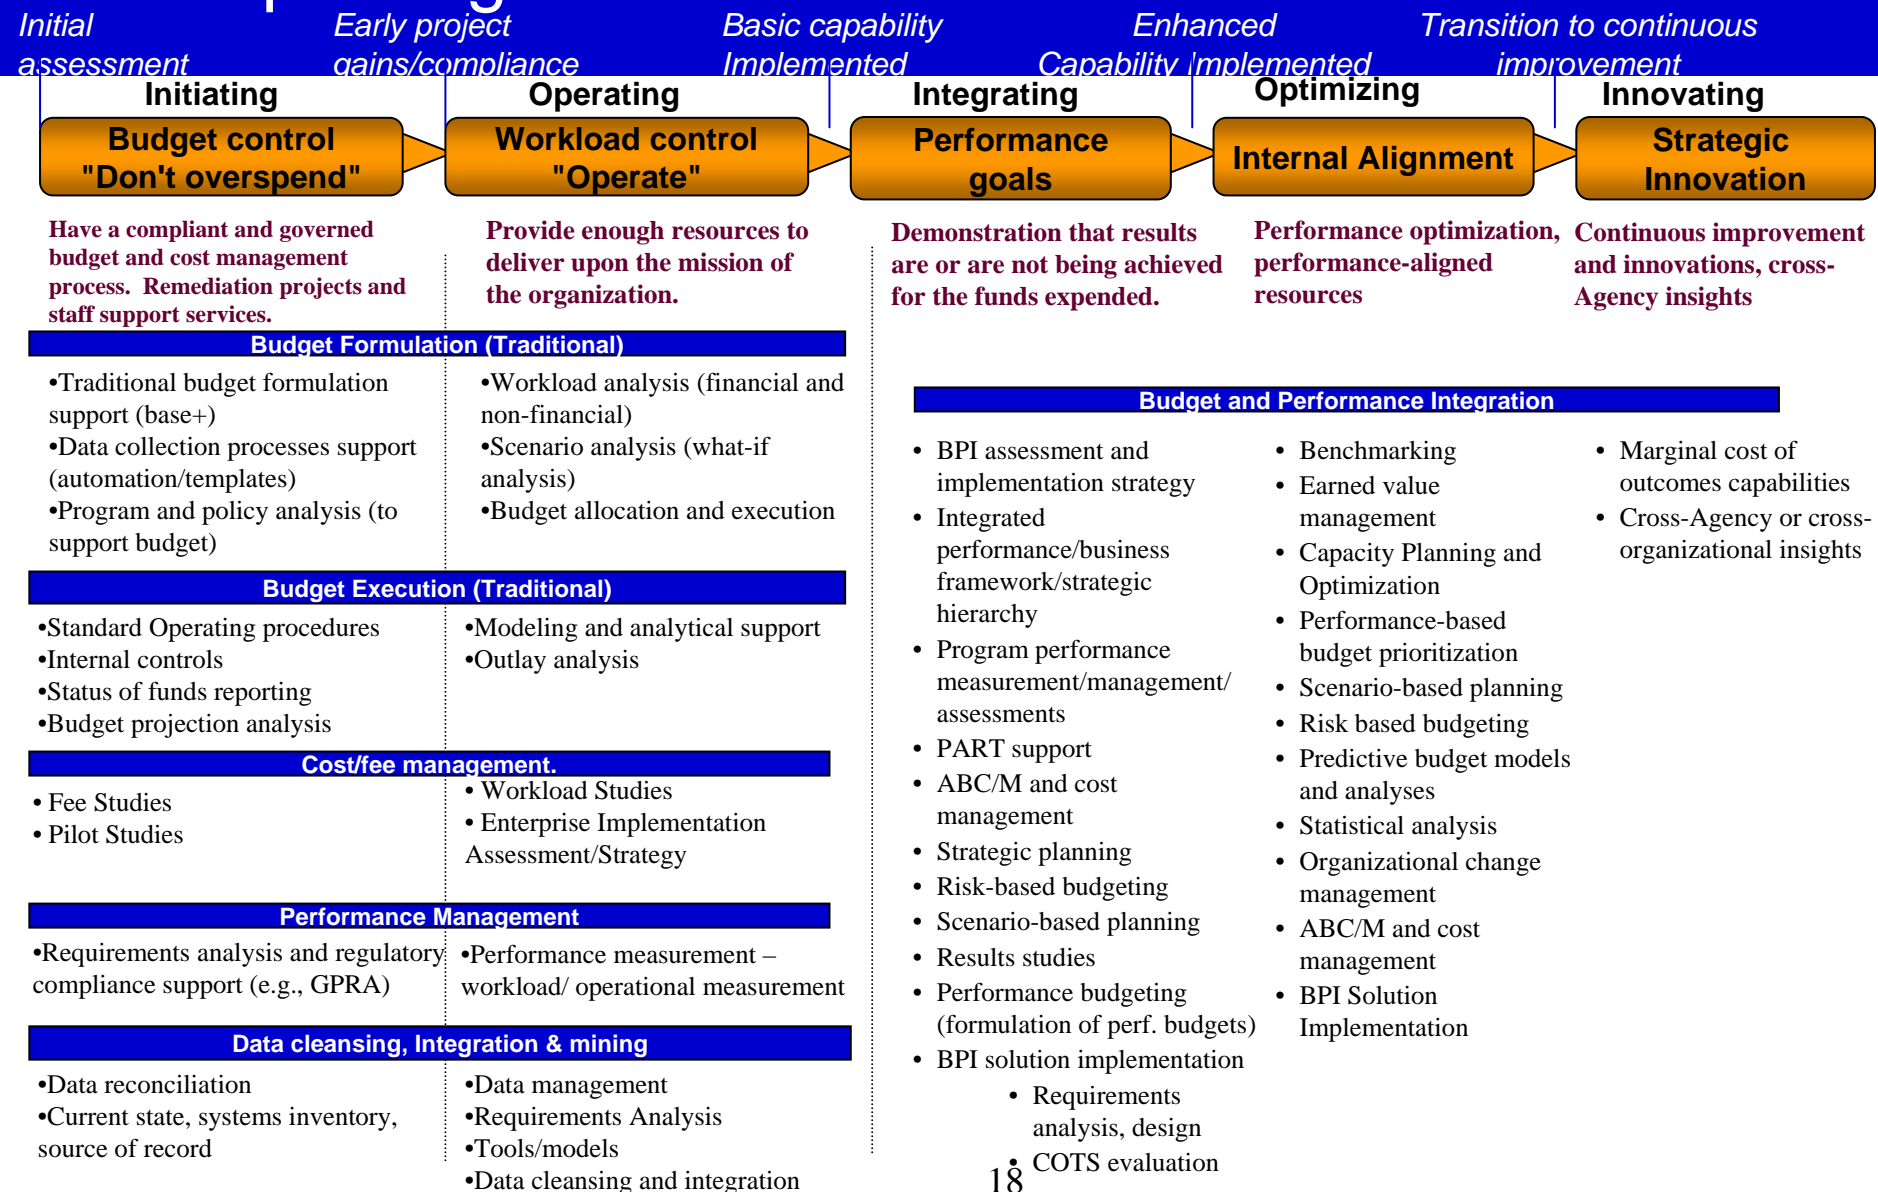 Initial
assessment
Early project
gains/compliance
Basic capability
Implemented
Enhanced
Capability Implemented
Transition to continuous
improvement
Initiating
Operating
Integrating
Optimizing
Innovating
Budget control
"Don't overspend"
Workload control
"Operate"
Performance
goals
Internal Alignment
Strategic
Innovation
Have a compliant and governed
budget and cost management
process. Remediation projects and
staff support services.
Provide enough resources to
deliver upon the mission of
the organization.
Demonstration that results
are or are not being achieved
for the funds expended.
Performance optimization,
performance-aligned
resources
Continuous improvement
and innovations, cross-
Agency insights
Budget Formulation (Traditional)
•Traditional budget formulation
support (base+)
•Data collection processes support
(automation/templates)
•Program and policy analysis (to
support budget)
•Workload analysis (financial and
non-financial)
•Scenario analysis (what-if
analysis)
•Budget allocation and execution
Budget Execution (Traditional)
•Standard Operating procedures
•Internal controls
•Status of funds reporting
•Budget projection analysis
•Modeling and analytical support
•Outlay analysis
Cost/fee management.
• Fee Studies
• Pilot Studies
• Workload Studies
• Enterprise Implementation
Assessment/Strategy
Performance Management
•Requirements analysis and regulatory
compliance support (e.g., GPRA)
•Performance measurement –
workload/ operational measurement
Data cleansing, Integration & mining
•Data reconciliation
•Current state, systems inventory,
source of record
•Data management
•Requirements Analysis
•Tools/models
•Data cleansing and integration
Budget and Performance Integration
• BPI assessment and
implementation strategy
• Integrated
performance/business
framework/strategic
hierarchy
• Program performance
measurement/management/
assessments
• PART support
• ABC/M and cost
management
• Strategic planning
• Risk-based budgeting
• Scenario-based planning
• Results studies
• Performance budgeting
(formulation of perf. budgets)
• BPI solution implementation
• Requirements
analysis, design
• COTS evaluation
• Benchmarking
• Earned value
management
• Capacity Planning and
Optimization
• Performance-based
budget prioritization
• Scenario-based planning
• Risk based budgeting
• Predictive budget models
and analyses
• Statistical analysis
• Organizational change
management
• ABC/M and cost
management
• BPI Solution
Implementation
• Marginal cost of
outcomes capabilities
• Cross-Agency or cross-
organizational insights
18